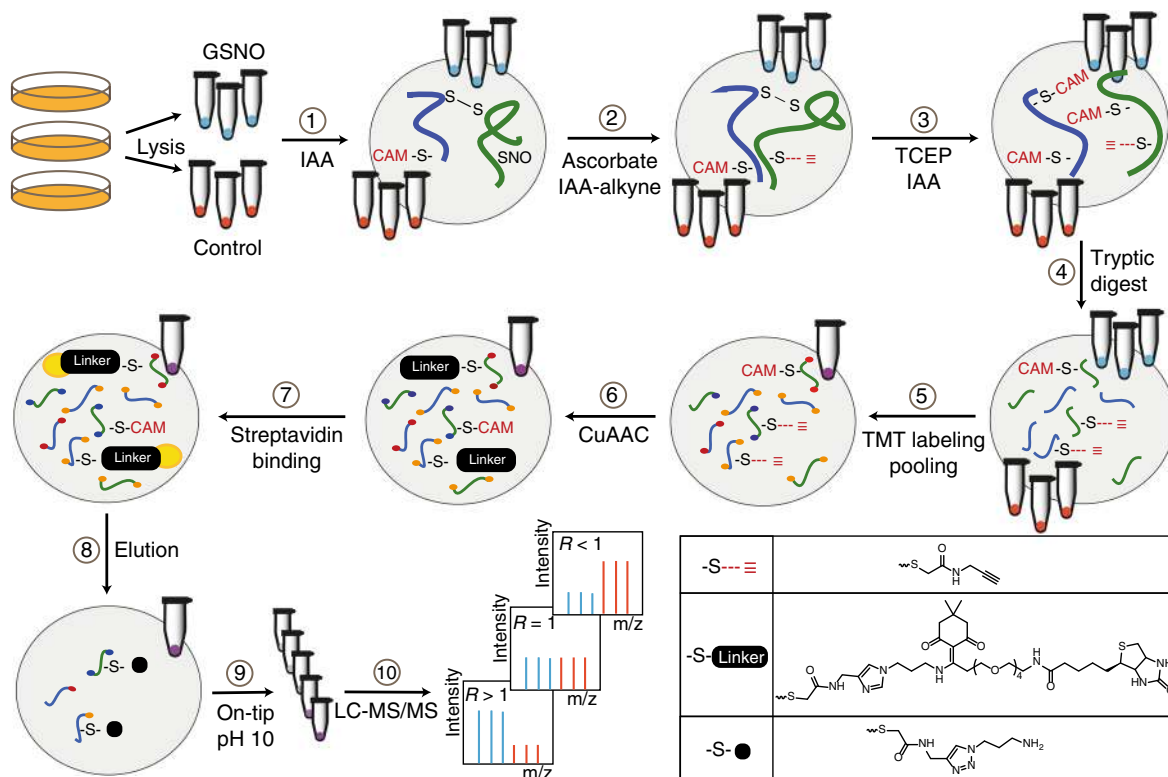 GSNO
Lysis
Control
1
IAA
S
S
CAM -S-
SNO
2
Ascorbate
IAA-alkyne
S
S
-S--- ≡
CAM -S-
3
TCEP
IAA
-S-CAM
CAM -S -
≡ ---S-
CAM -S -
4
Tryptic
digest
CAM -S-
-S--- ≡
-S--- ≡
5
TMT labeling
pooling
CAM -S-
-S--- ≡
-S--- ≡
6
CuAAC
Linker -S-
-S-CAM
-S- Linker
7
Streptavidin
binding
Linker -S-
-S-CAM
-S- Linker
8
Elution
-S-
-S-
9
On-tip
pH 10
10
LC-MS/MS
Intensity
R < 1
m/z
Intensity
R = 1
m/z
Intensity
R > 1
m/z
-S--- ≡
S
O
N
H
-S-Linker
S
O
H
N
N
N
O
O
N
H
( O ) 4
H
N
O
S
HN
NH
-S-
S
O
H
N
N
N=N
NH2